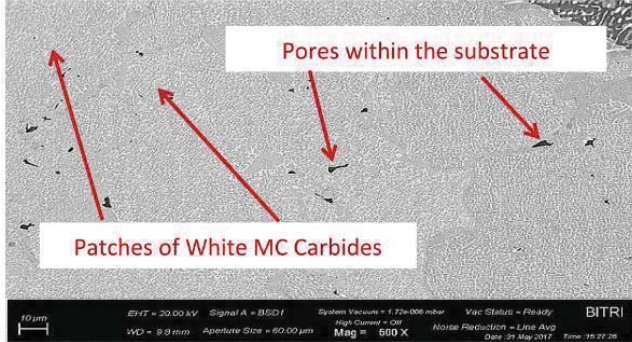 Pores within the substrate
Patches of White MC Carbides
10 µm
EHT = 20.00 kV Signal A = BSD1 System Vacuum = 1.72e-006 mbar Vac Status = Ready BITRI
WD = 9.9 mm Aperture Size = 60.00 µm High Current = Off Mag = 500 X Noise Reduction = Line Avg
Date :31 May 2017 Time :15:27:26